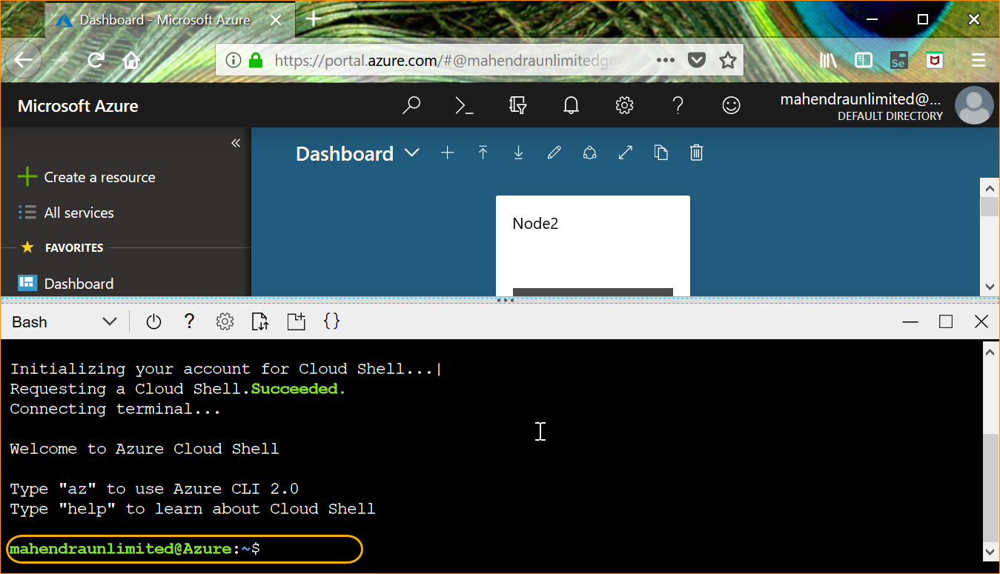 Dashboard - Microsoft Azure
https://portal.azure.com/#@mahendraunlimitedgm
Se
Microsoft Azure
mahendraunlimited@...
DEFAULT DIRECTORY
Dashboard
Create a resource
All services
FAVORITES
Dashboard
Node2
Bash
Initializing your account for Cloud Shell...|
Requesting a Cloud Shell.Succeeded.
Connecting terminal...
Welcome to Azure Cloud Shell
Type "az" to use Azure CLI 2.0
Type "help" to learn about Cloud Shell
mahendraunlimited@Azure:~$